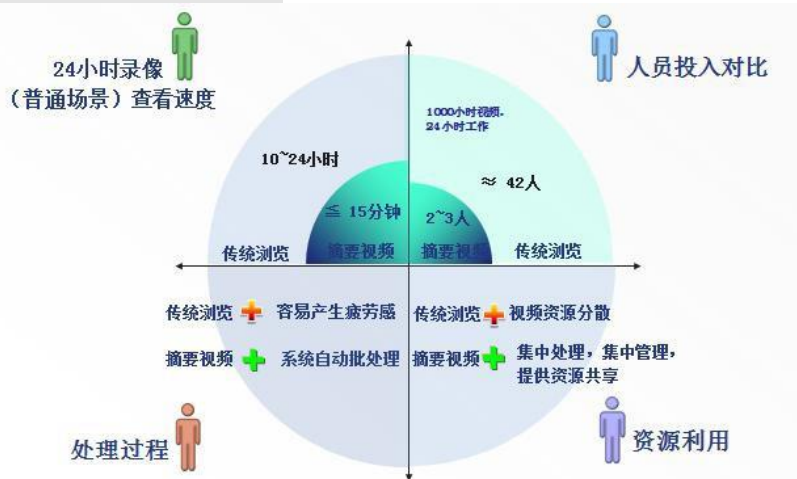 24小时录像
（普通场景）查看速度
人员投入对比
1000小时视频、
24小时工作
10~24小时
≈ 42人
≦ 15分钟
2~3人
传统浏览
摘要视频
摘要视频
传统浏览
传统浏览
容易产生疲劳感
传统浏览
视频资源分散
摘要视频
系统自动批处理
摘要视频
集中处理，集中管理，
提供资源共享
处理过程
资源利用